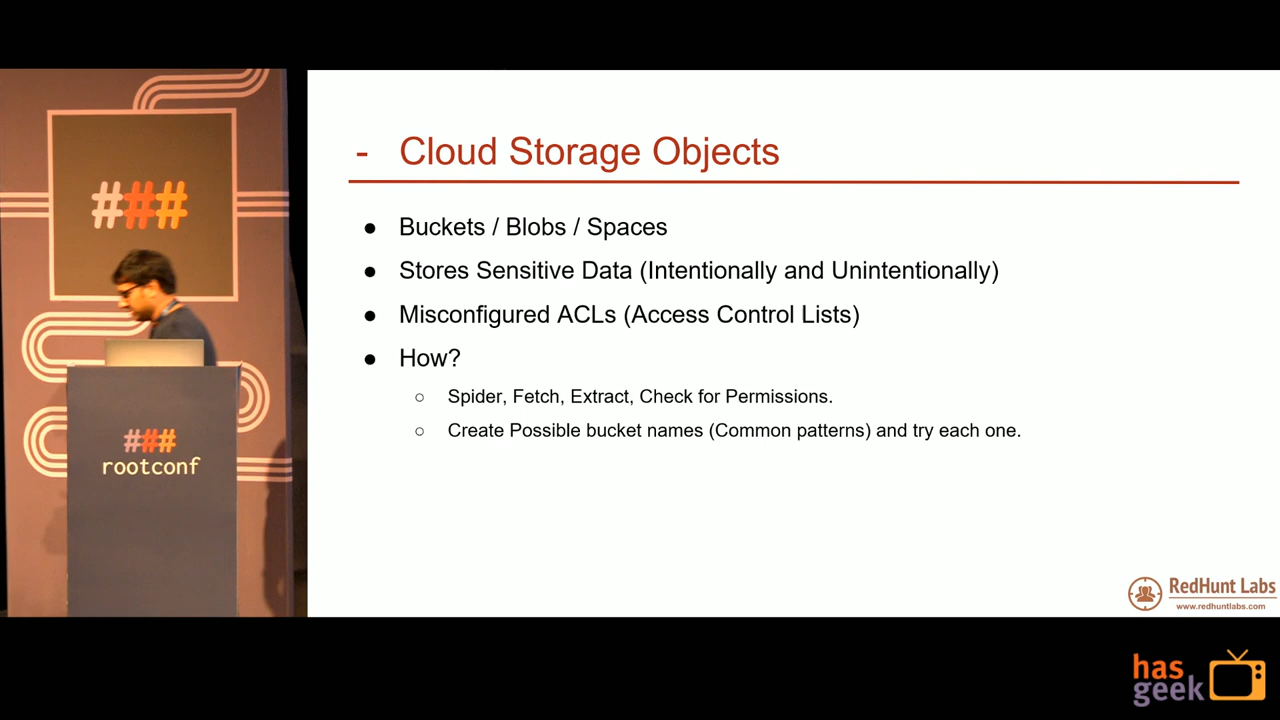 ###
###
rootconf
- Cloud Storage Objects
● Buckets / Blobs / Spaces
● Stores Sensitive Data (Intentionally and Unintentionally)
● Misconfigured ACLs (Access Control Lists)
● How?
○ Spider, Fetch, Extract, Check for Permissions.
○ Create Possible bucket names (Common patterns) and try each one.
RedHunt Labs
www.redhuntlabs.com
has
geek